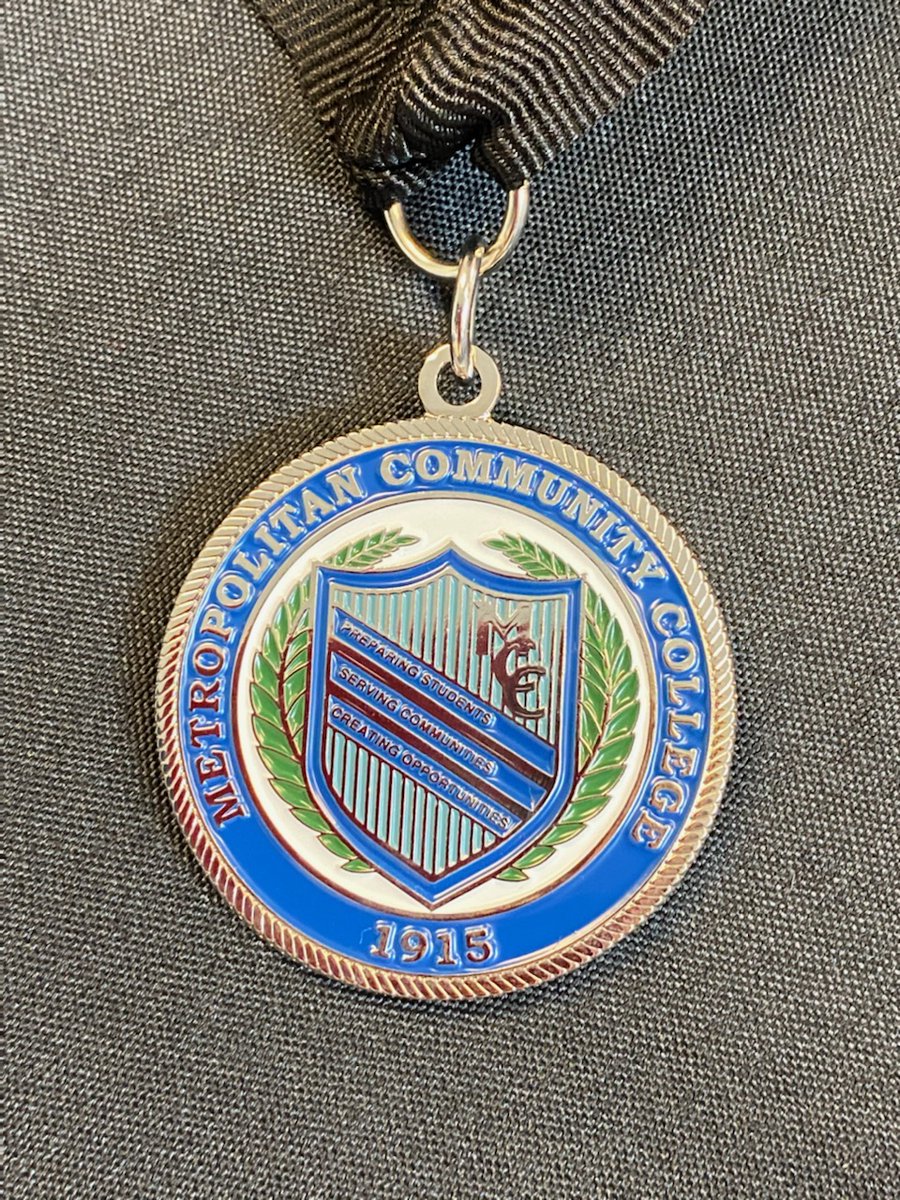 METROPOLITAN COMMUNITY COLLEGE
MCC
PREPARING STUDENTS
SERVING COMMUNITIES
CREATING OPPORTUNITIES
1915